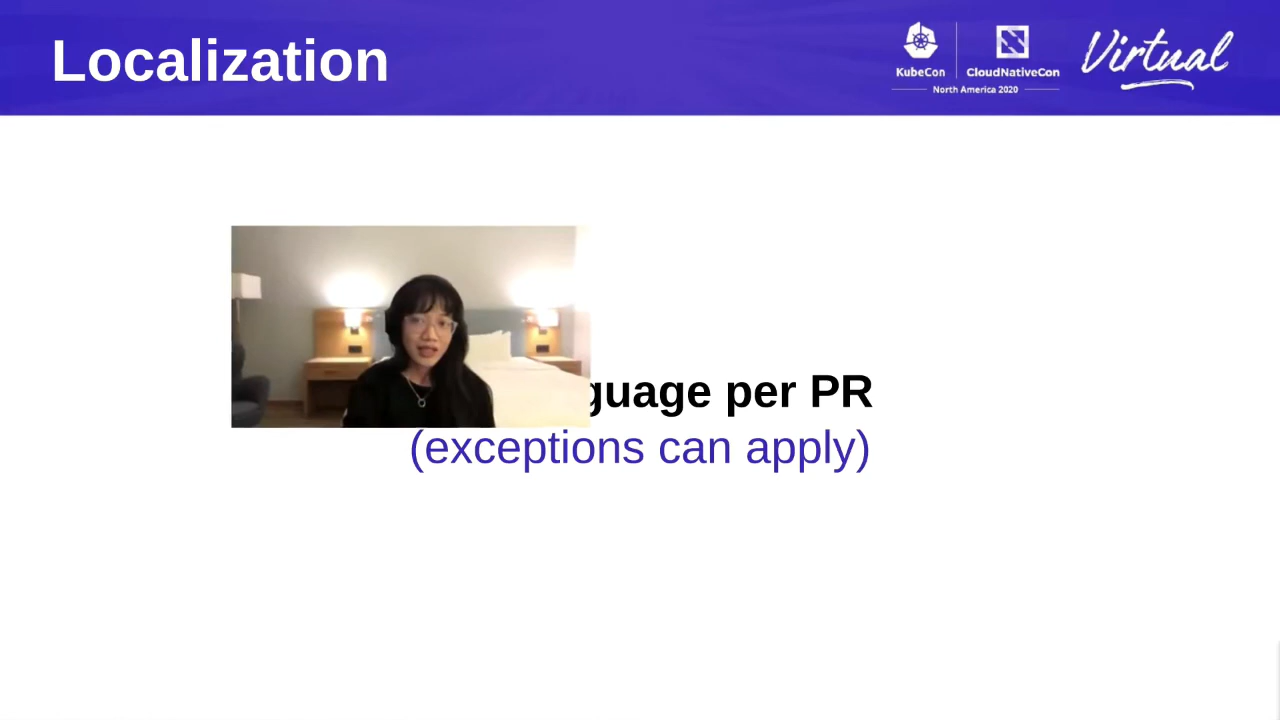 Localization
KubeCon
CloudNativeCon
North America 2020
Virtual
guage per PR
(exceptions can apply)